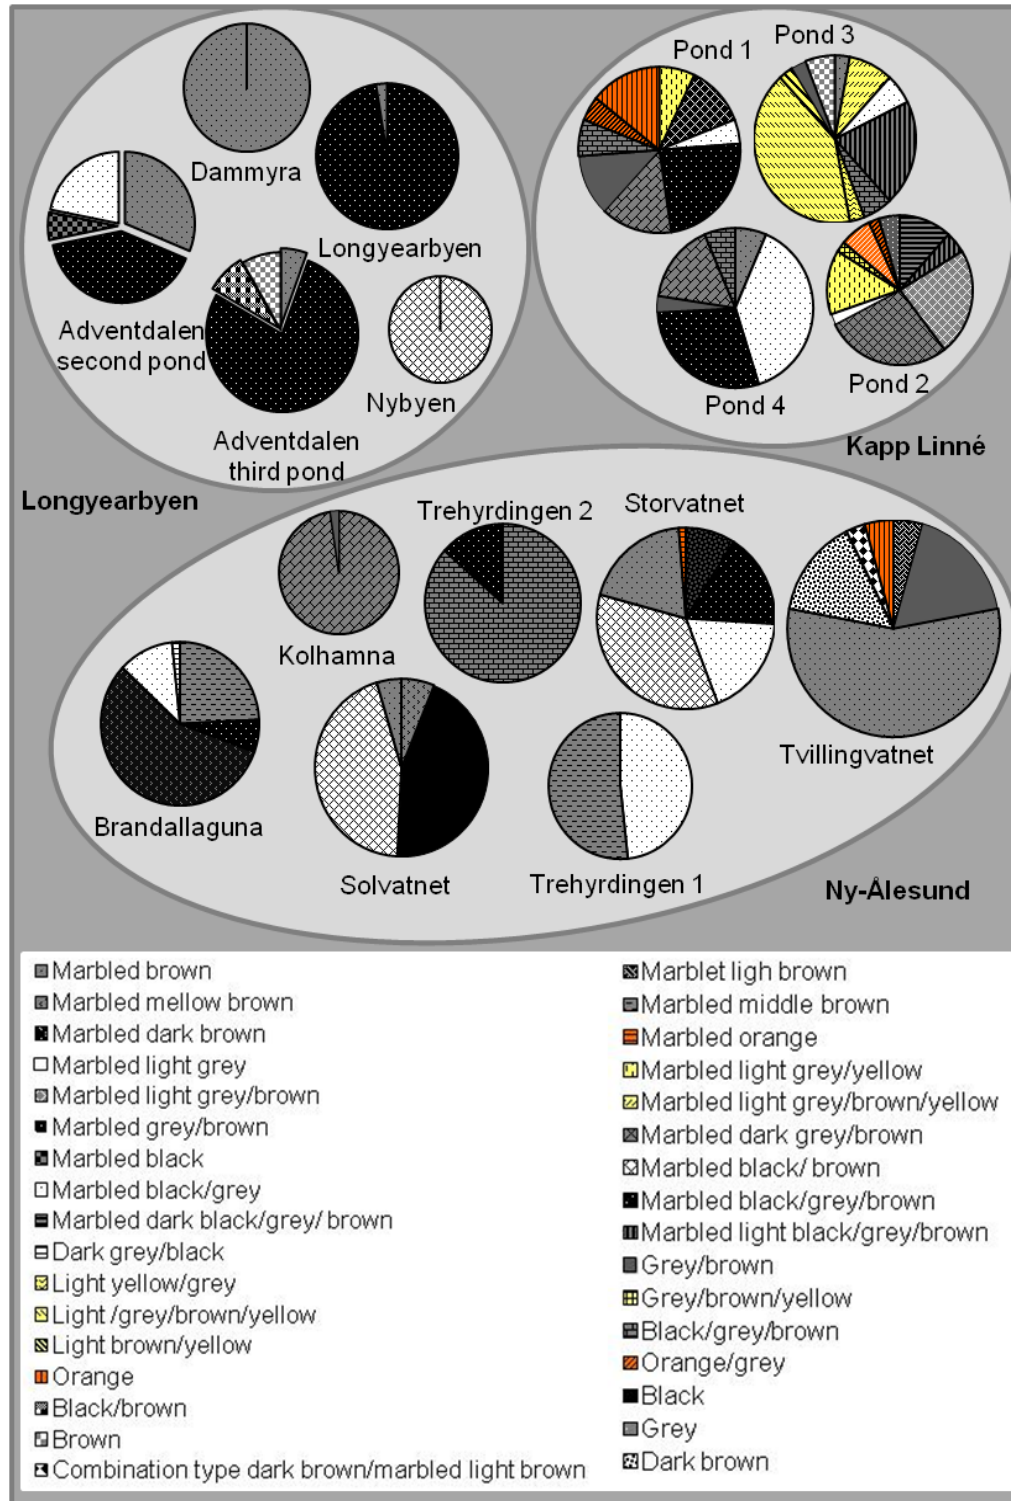 Pond 1
Pond 3
Dammyra
Longyearbyen
Adventdalen
second pond
Nybyen
Adventdalen
third pond
Pond 4
Pond 2
Kapp Linné
Longyearbyen
Trehyrdingen 2
Storvatnet
Kolhamna
Tvillingvatnet
Brandallaguna
Solvatnet
Trehyrdingen 1
Ny-Ålesund
Marbled brown
Marbled mellow brown
Marbled dark brown
Marbled light grey
Marbled light grey/brown
Marbled grey/brown
Marbled black
Marbled black/grey
Marbled dark black/grey/ brown
Dark grey/black
Light yellow/grey
Light /grey/brown/yellow
Light brown/yellow
Orange
Black/brown
Brown
Combination type dark brown/marbled light brown
Marblet ligh brown
Marbled middle brown
Marbled orange
Marbled light grey/yellow
Marbled light grey/brown/yellow
Marbled dark grey/brown
Marbled black/ brown
Marbled black/grey/brown
Marbled light black/grey/brown
Grey/brown
Grey/brown/yellow
Black/grey/brown
Orange/grey
Black
Grey
Dark brown